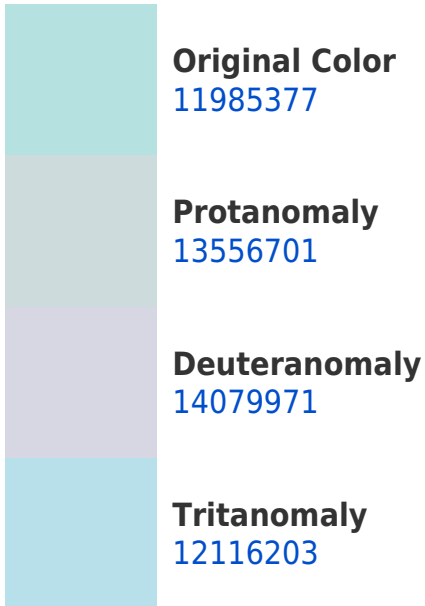 Original Color
11985377
Protanomaly
13556701
Deuteranomaly
14079971
Tritanomaly
12116203